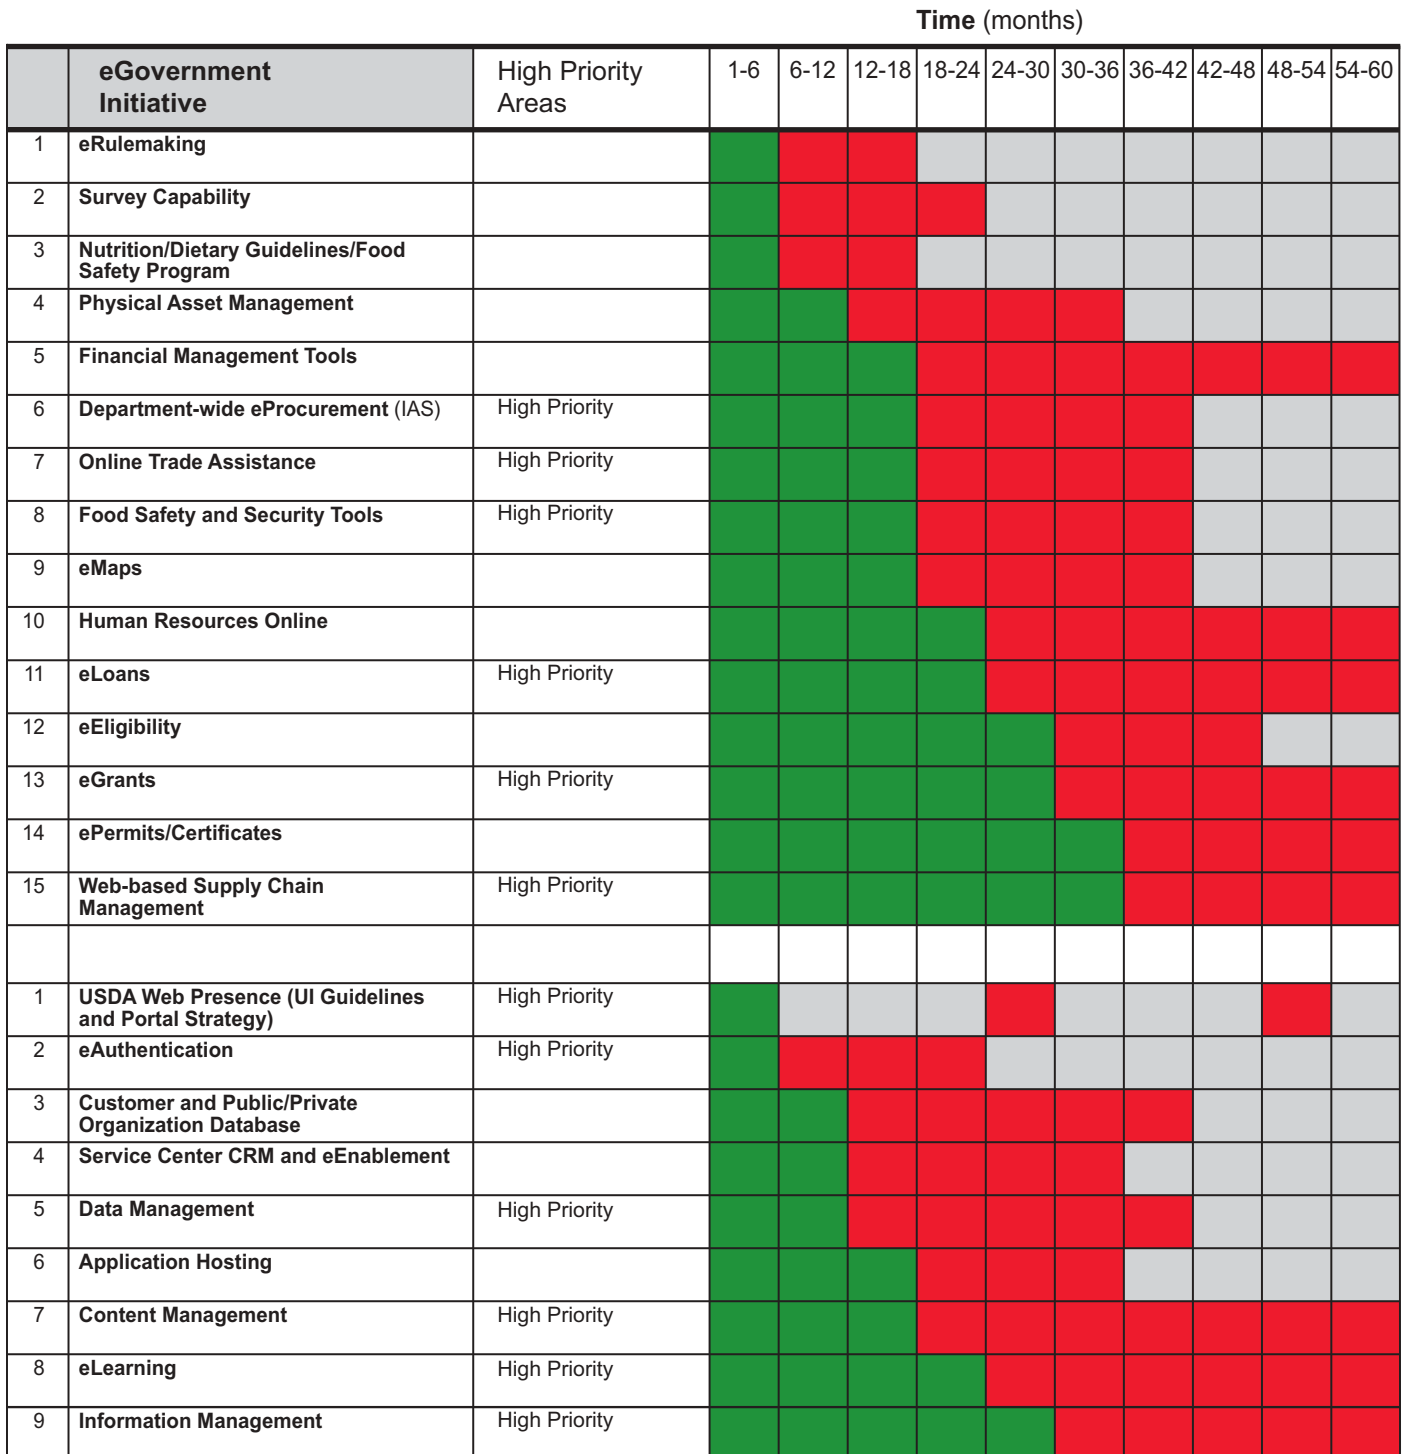 Time (months)
eGovernment Initiative High Priority Areas 1-6 6-12 12-18 18-24 24-30 30-36 36-42 42-48 48-54 54-60
1 eRulemaking
2 Survey Capability
3 Nutrition/Dietary Guidelines/Food
Safety Program
4 Physical Asset Management
5 Financial Management Tools
6 Department-wide eProcurement (IAS) High Priority
7 Online Trade Assistance High Priority
8 Food Safety and Security Tools High Priority
9 eMaps
10 Human Resources Online
11 eLoans High Priority
12 eEligibility
13 eGrants High Priority
14 ePermits/Certificates
15 Web-based Supply Chain High Priority
Management
1 USDA Web Presence (UI Guidelines High Priority
and Portal Strategy)
2 eAuthentication High Priority
3 Customer and Public/Private
Organization Database
4 Service Center CRM and eEnablement
5 Data Management High Priority
6 Application Hosting
7 Content Management High Priority
8 eLearning High Priority
9 Information Management High Priority